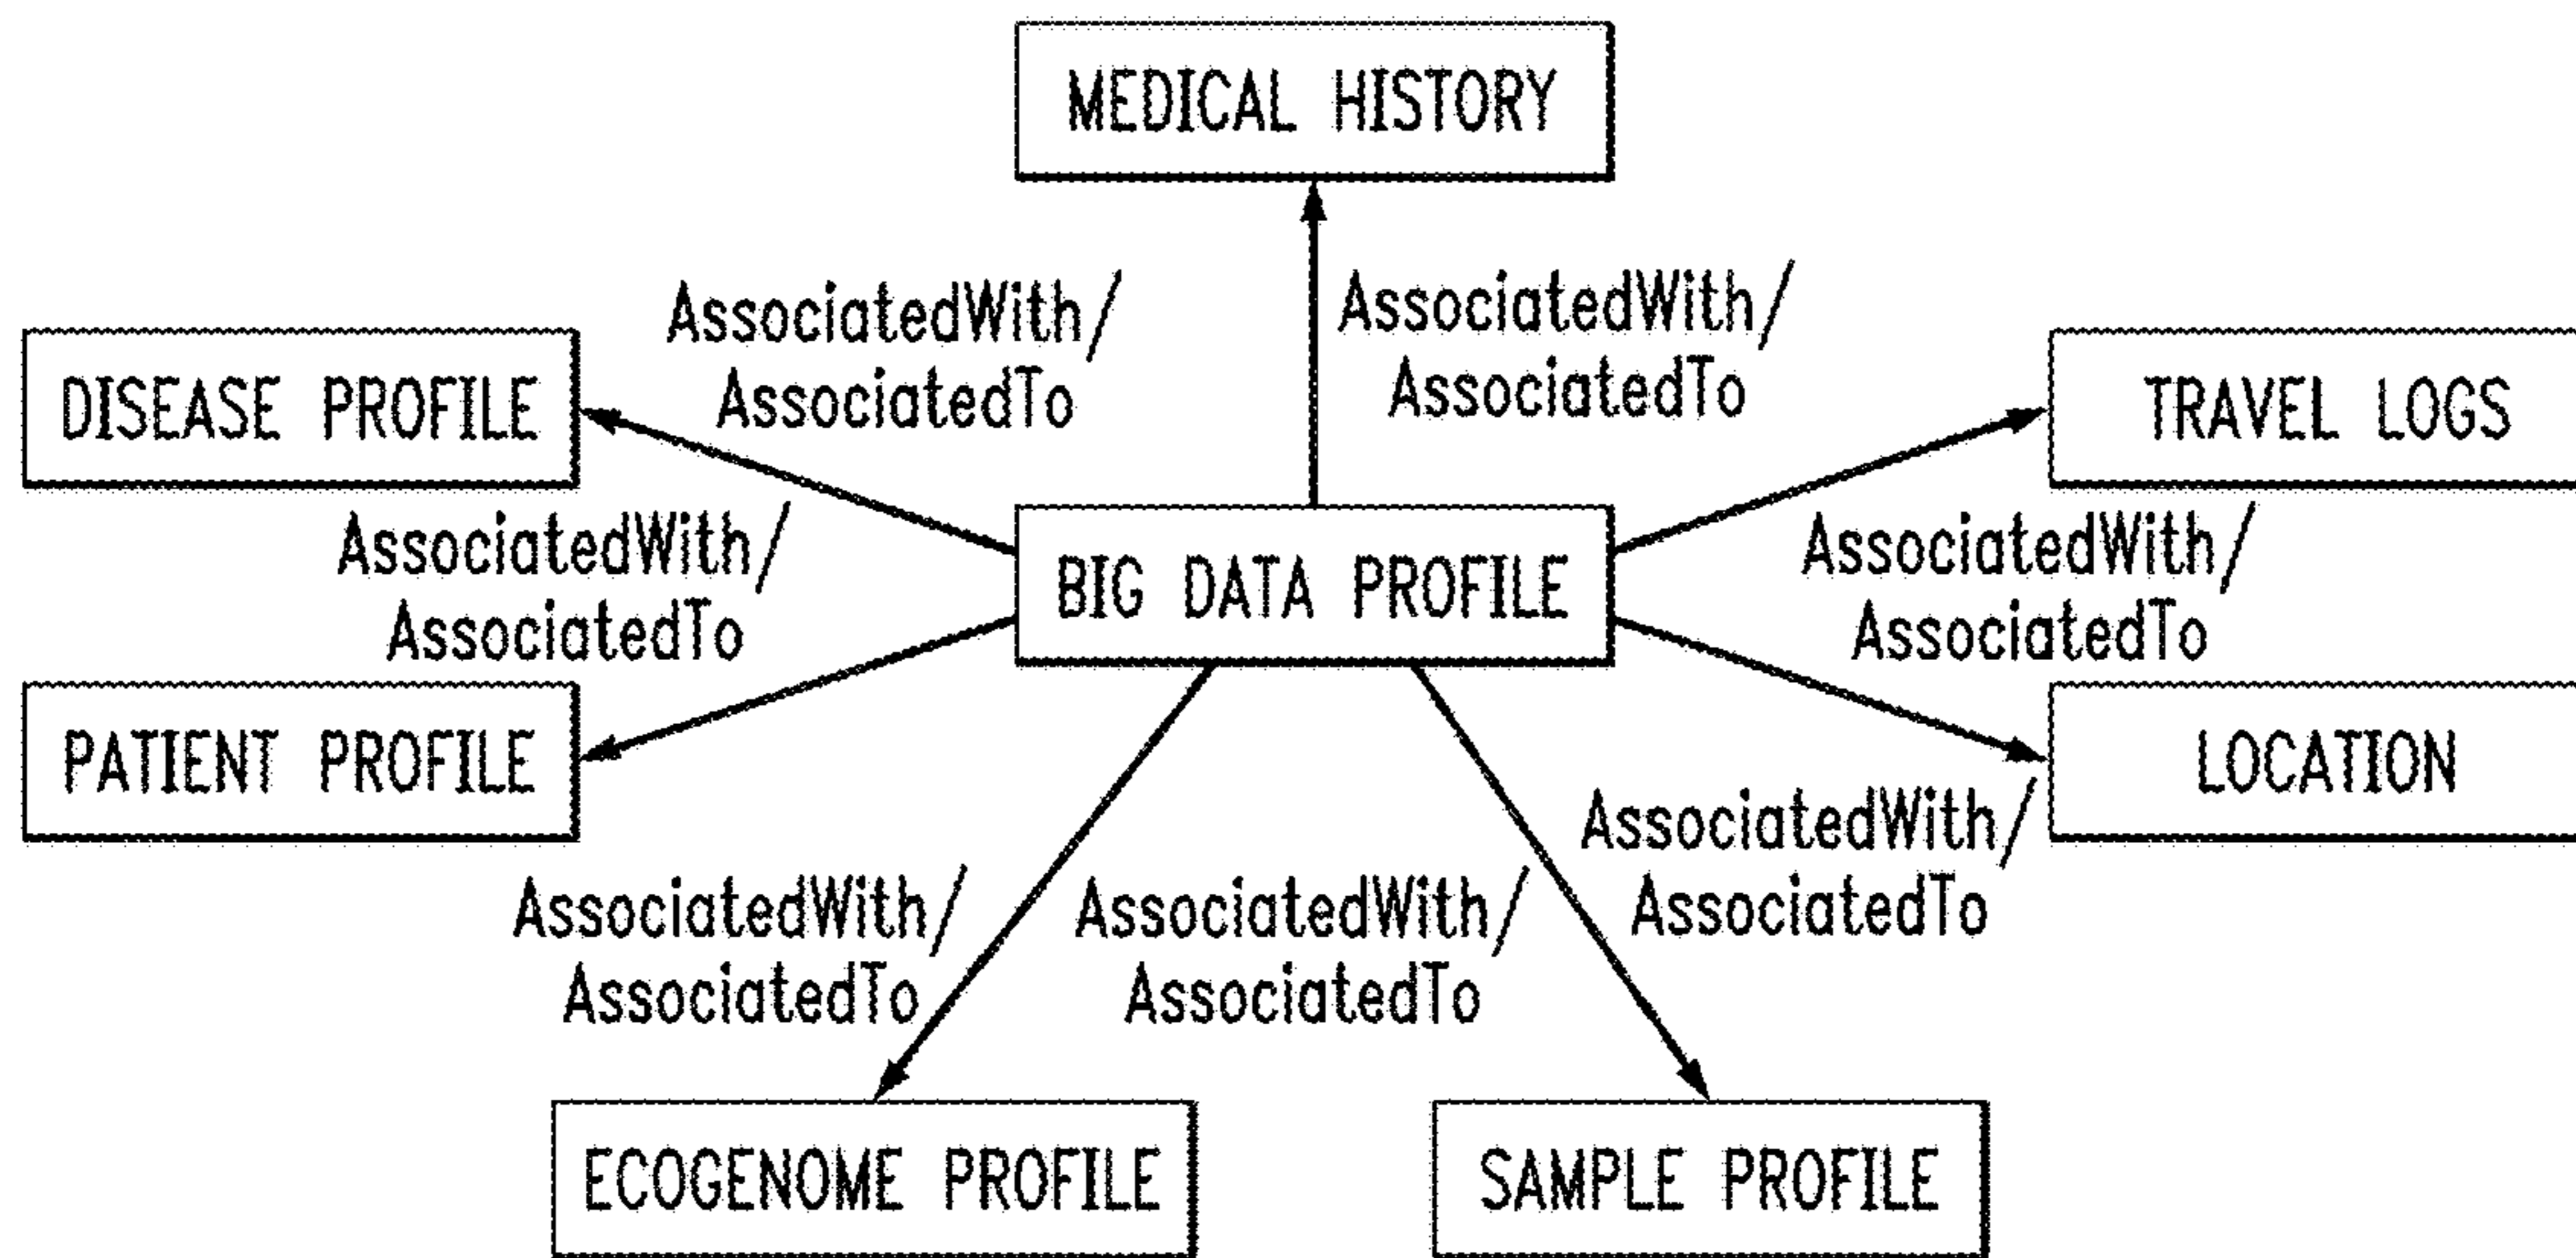 MEDICAL HISTORY
AssociatedWith/
AssociatedTo
AssociatedWith/
AssociatedTo
DISEASE PROFILE
TRAVEL LOGS
AssociatedWith/
AssociatedTo
BIG DATA PROFILE
AssociatedWith/
AssociatedTo
PATIENT PROFILE
LOCATION
AssociatedWith/
AssociatedTo
AssociatedWith/
AssociatedTo
AssociatedWith/
AssociatedTo
ECOGENOME PROFILE
SAMPLE PROFILE